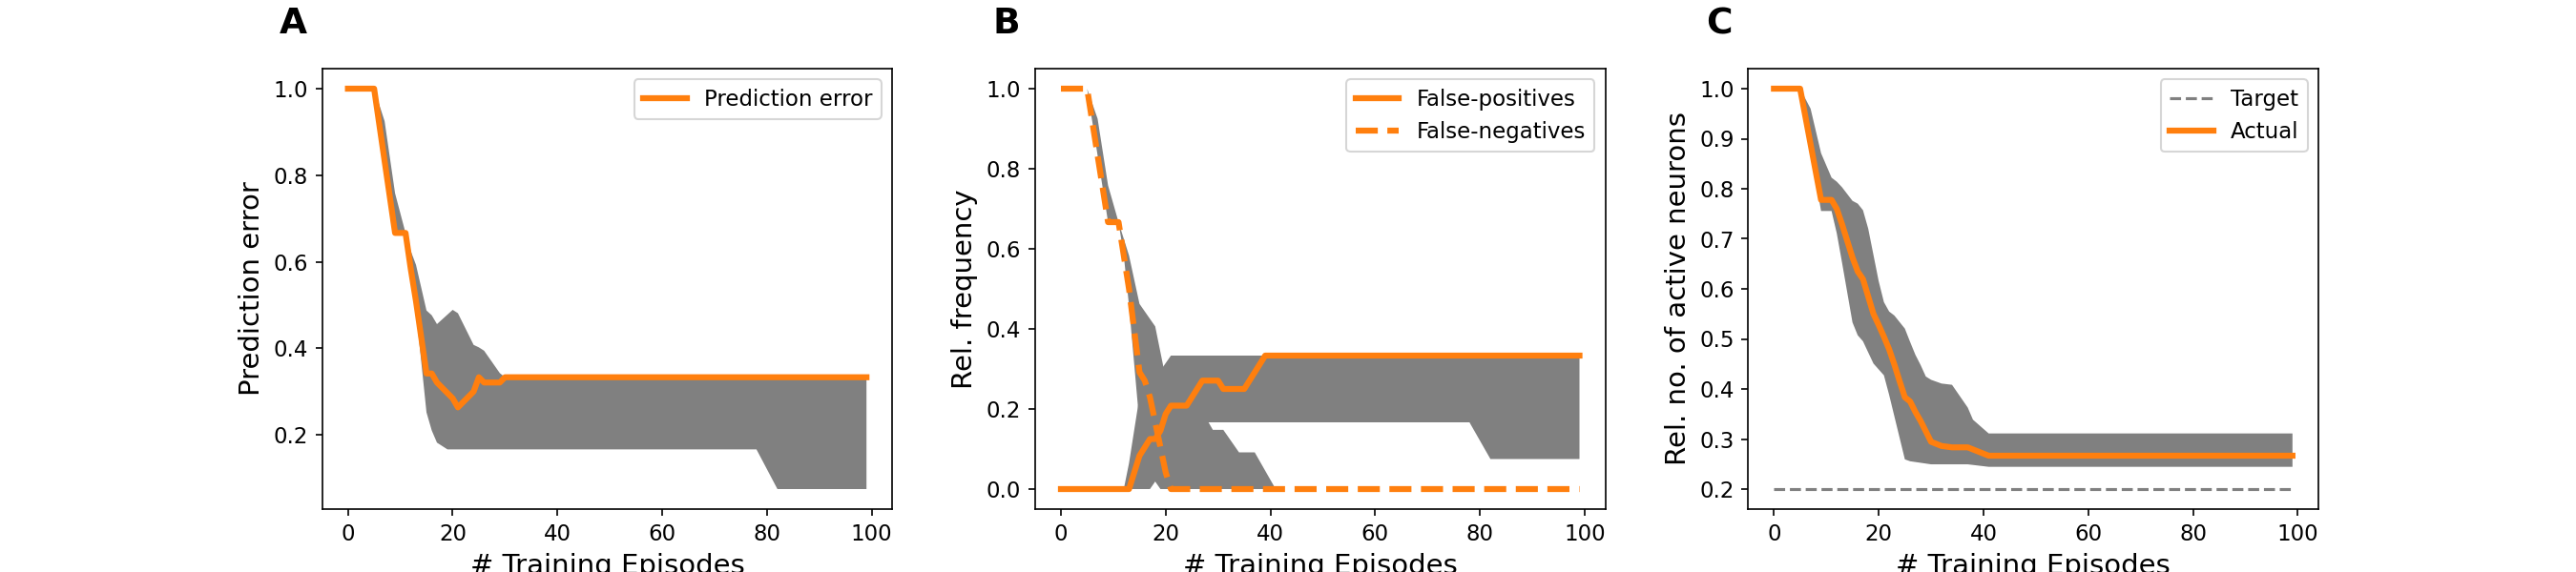 A
Prediction error
1.0
0.8
0.6
0.4
0.2
0
20
40
60
80
100
# Training Episodes
Prediction error
B
False-positives
False-negatives
1.0
0.8
0.6
0.4
0.2
0.0
0
20
40
60
80
100
# Training Episodes
Rel. frequency
C
Target
Actual
1.0
0.9
0.8
0.7
0.6
0.5
0.4
0.3
0.2
0
20
40
60
80
100
# Training Episodes
Rel. no. of active neurons